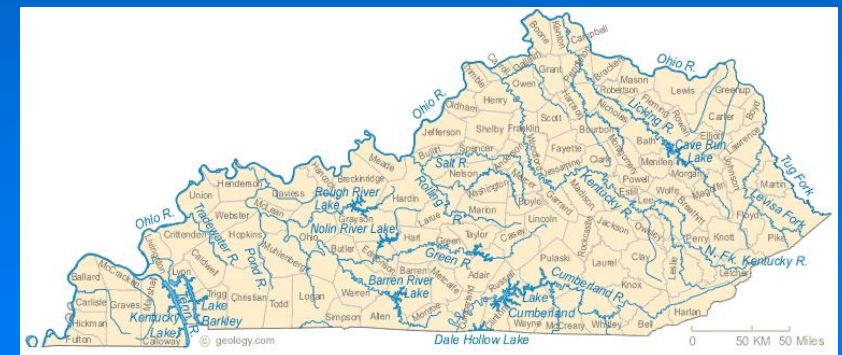 Boone
Kenton
Campbell
Carroll
Gallatin
Grant
Pendleton
Bracken
Ohio R.
Trimble
Owen
Mason
Robertson
Lewis
Greenup
Ohio R.
Oldham
Henry
Harrison
Nicholas
Fleming
Licking R.
Rowan
Carter
Boyd
Scott
Jefferson
Shelby
Franklin
Bourbon
Bath
Elliott
Lawrence
Bullitt
Spencer
Anderson
Woodford
Fayette
Clark
Montgomery
Menifee
Cave Run
Lake
Morgan
Johnson
Tug Fork
Meade
Salt R.
Nelson
Mercer
Jessamine
Powell
Magoffin
Martin
Hancock
Breckinridge
Washington
Madison
Kentucky R.
Estill
Wolfe
Levisa Fork
Henderson
Union
Daviess
Rough River
Lake
Hardin
Rolling R.
Boyle
Garrard
Lee
Breathitt
Floyd
Ohio R.
Webster
McLean
Grayson
Larue
Marion
Lincoln
Rockcastle
Jackson
Owsley
Perry
Knott
Pike
Tradewater R.
Crittenden
Hopkins
Pond R.
Ohio
Nolin River Lake
Hart
Green
Taylor
Casey
N. Fk. Kentucky R.
Livingston
Caldwell
Muhlenberg
Butler
Edmonson
Green R.
Pulaski
Laurel
Clay
Leslie
Letcher
Ballard
McCracken
Lyon
Barren
Metcalfe
Adair
Russell
Cumberland R.
Knox
Carlisle
Graves
Marshall
Trigg
Christian
Todd
Logan
Warren
Barren River
Lake
Cumberland
Clinton
Lake
Cumberland
Harlan
Hickman
Kentucky
Lake
Tenn. R.
Lake
Barkley
Simpson
Allen
Monroe
Wayne
McCreary
Whitley
Bell
Fulton
Calloway
© geology.com
Dale Hollow Lake
0 50 KM 50 Miles